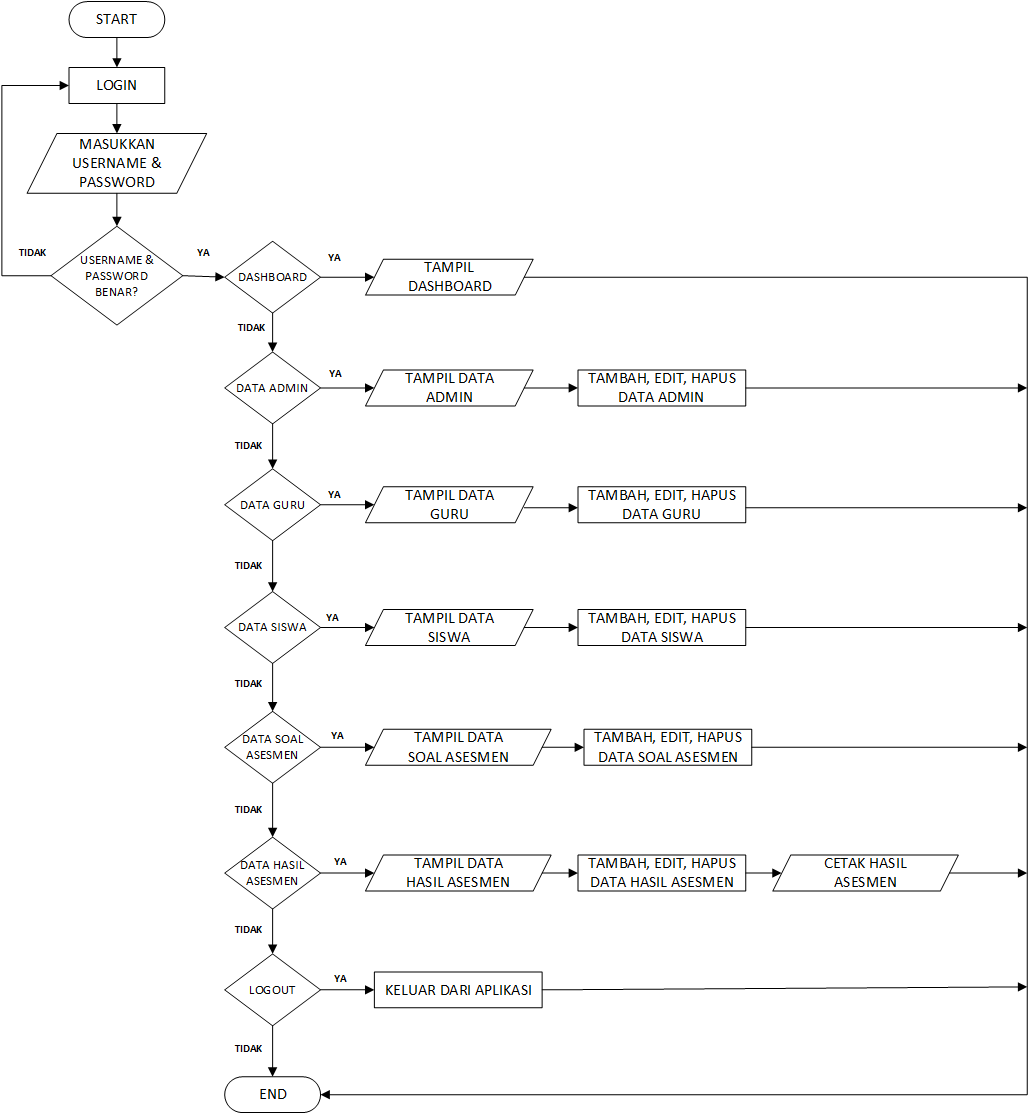 START
LOGIN
MASUKKAN
USERNAME &
PASSWORD
TIDAK
USERNAME &
PASSWORD
BENAR?
YA
DASHBOARD
YA
TAMPIL
DASHBOARD
TIDAK
DATA ADMIN
YA
TAMPIL DATA
ADMIN
TAMBAH, EDIT, HAPUS
DATA ADMIN
TIDAK
DATA GURU
YA
TAMPIL DATA
GURU
TAMBAH, EDIT, HAPUS
DATA GURU
TIDAK
DATA SISWA
YA
TAMPIL DATA
SISWA
TAMBAH, EDIT, HAPUS
DATA SISWA
TIDAK
DATA SOAL
ASESMEN
YA
TAMPIL DATA
SOAL ASESMEN
TAMBAH, EDIT, HAPUS
DATA SOAL ASESMEN
TIDAK
DATA HASIL
ASESMEN
YA
TAMPIL DATA
HASIL ASESMEN
TAMBAH, EDIT, HAPUS
DATA HASIL ASESMEN
CETAK HASIL
ASESMEN
TIDAK
LOGOUT
YA
KELUAR DARI APLIKASI
TIDAK
END